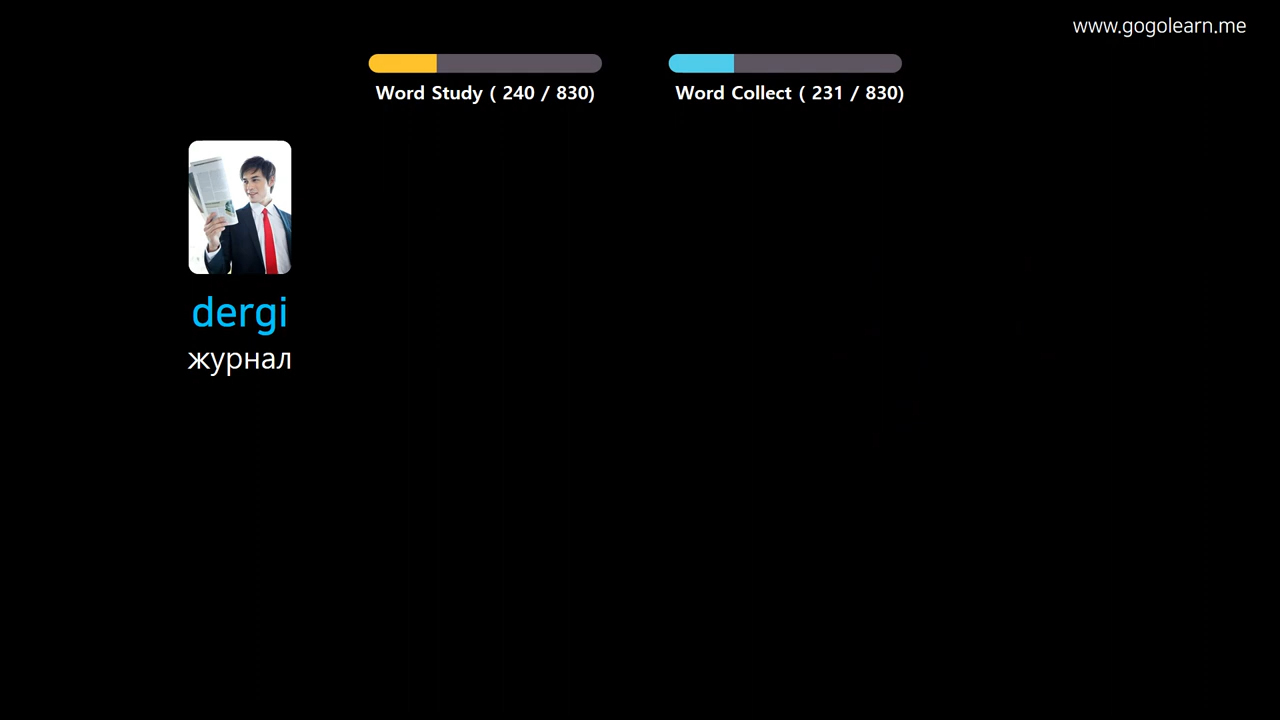 www.gogolearn.me
Word Study ( 240 / 830)
Word Collect ( 231 / 830)
dergi
журнал